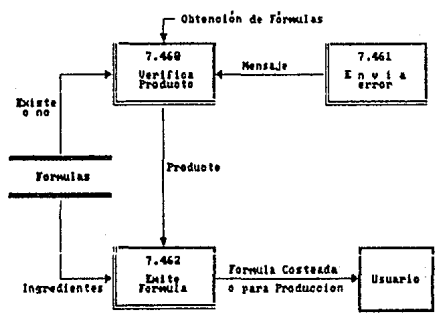 Obtención de Fórmulas
7.460
Verifica
Producto
Mensaje
7.461
E n v i a
error
Existe
o no
Formulas
Producto
7.462
Emite
Formula
Ingredientes
Formula Costeada
o para Produccion
Usuario